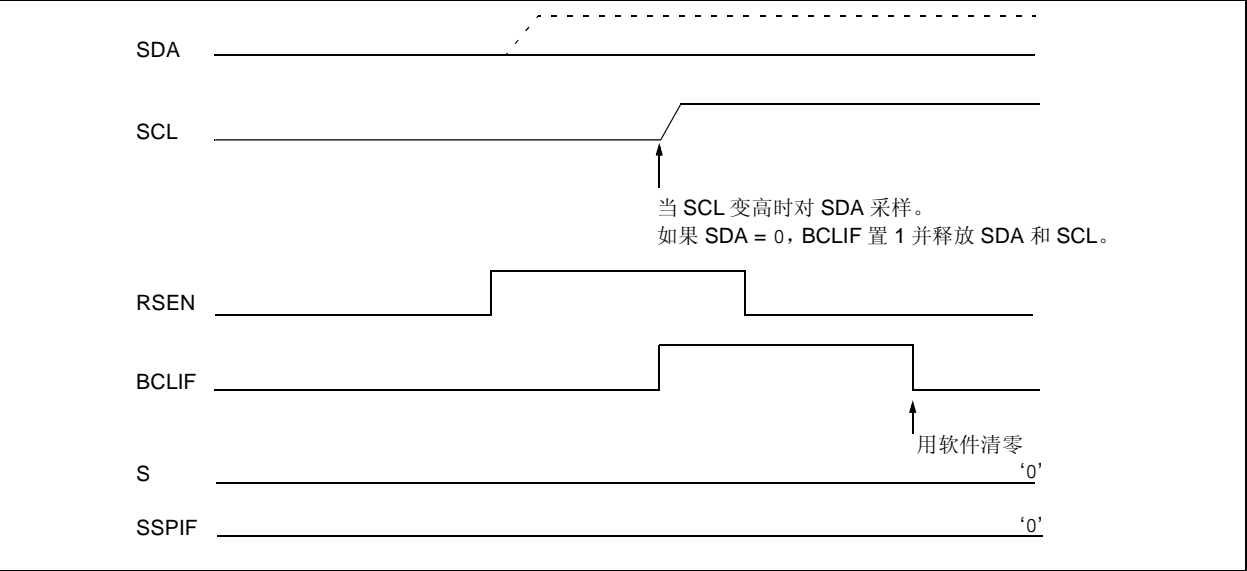 SDA
SCL
当 SCL 变高时对 SDA 采样。
如果 SDA = 0，BCLIF 置 1 并释放 SDA 和 SCL。
RSEN
BCLIF
用软件清零
S
‘0’
SSPIF
‘0’